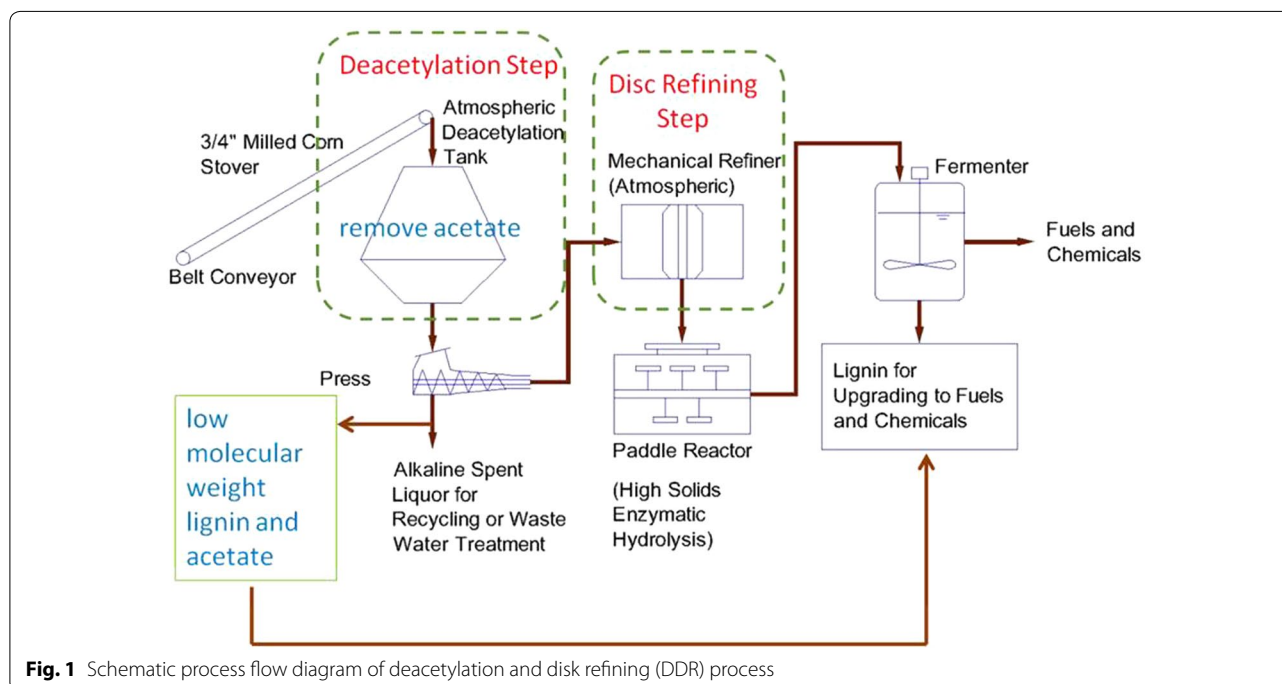 Deacetylation Step
3/4" Milled Corn
Stover
Atmospheric
Deacetylation
Tank
remove acetate
Belt Conveyor
Disc Refining
Step
Mechanical Refiner
(Atmospheric)
Fermenter
Fuels and
Chemicals
Press
low
molecular
weight
lignin and
acetate
Alkaline Spent
Liquor for
Recycling or Waste
Water Treatment
Paddle Reactor
(High Solids
Enzymatic
Hydrolysis)
Lignin for
Upgrading to Fuels
and Chemicals
Fig. 1 Schematic process flow diagram of deacetylation and disk refining (DDR) process